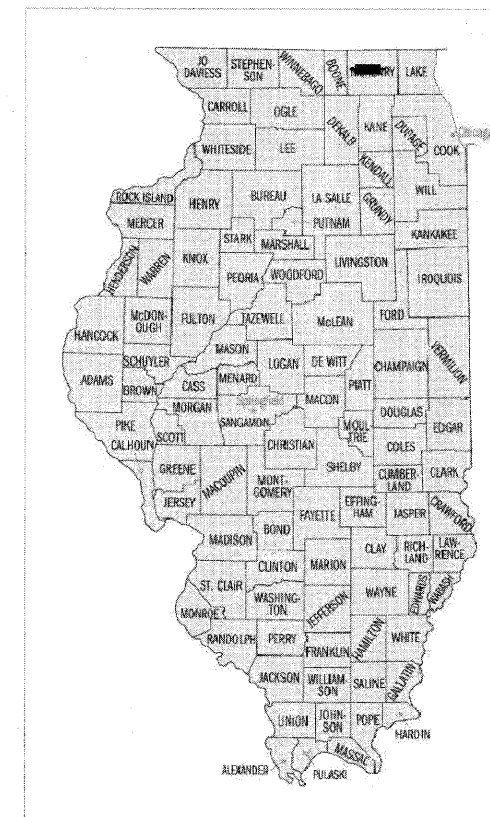 JO
DAVIESS
STEPHEN-
SON
WINNEBAGO
BOONE
RY
LAKE
CARROLL
OGLE
DEKALB
KANE
DUPAGE
COOK
Chicago
WHITESIDE
LEE
KENDALL
WILL
ROCK ISLAND
HENRY
BUREAU
LA SALLE
PUTNAM
GRUNDY
MERCER
STARK
MARSHALL
KANKAKEE
HENDERSON
WARREN
KNOX
PEORIA
WOODFORD
LIVINGSTON
IROQUOIS
HANCOCK
McDON-
OUGH
FULTON
TAZEWELL
McLEAN
FORD
VERMILION
SCHUYLER
MASON
LOGAN
DE WITT
CHAMPAIGN
ADAMS
BROWN
CASS
MENARD
PIATT
MORGAN
Springfield
MACON
DOUGLAS
EDGAR
PIKE
CALHOUN
SCOTT
SANGAMON
CHRISTIAN
MOUL-
TRIE
COLES
GREENE
MACOUPIN
MONT-
GOMERY
SHELBY
CUMBER-
LAND
CLARK
JERSEY
FAYETTE
EFFING-
HAM
JASPER
CRAWFORD
MADISON
BOND
CLAY
RICH-
LAND
LAW-
RENCE
CLINTON
MARION
ST. CLAIR
WASHING-
TON
JEFFERSON
WAYNE
EDWARDS
WABASH
MONROE
RANDOLPH
PERRY
HAMILTON
WHITE
FRANKLIN
JACKSON
WILLIAM-
SON
SALINE
GALLATIN
UNION
JOHN-
SON
POPE
HARDIN
MASSAC
ALEXANDER
PULASKI